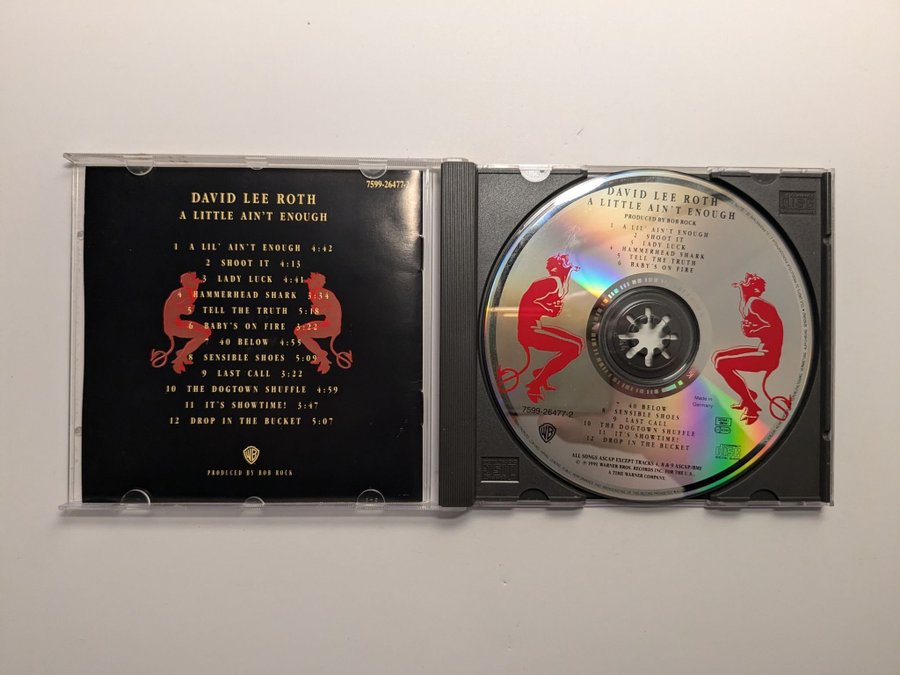 7599-26477-2
DAVID LEE ROTH
A LITTLE AIN'T ENOUGH
1 A LIL' AIN'T ENOUGH 4:42
2 SHOOT IT 4:13
3 LADY LUCK 4:41
4 HAMMERHEAD SHARK 3:34
5 TELL THE TRUTH 5:18
6 BABY'S ON FIRE 3:22
7 40 BELOW 4:55
8 SENSIBLE SHOES 5:09
9 LAST CALL 3:22
10 THE DOGTOWN SHUFFLE 4:59
11 IT'S SHOWTIME! 3:47
12 DROP IN THE BUCKET 5:07
WB
PRODUCED BY BOB ROCK
DAVID LEE ROTH
A LITTLE AIN'T ENOUGH
PRODUCED BY BOB ROCK
1 A LIL' AIN'T ENOUGH
2 SHOOT IT
3 LADY LUCK
4 HAMMERHEAD SHARK
5 TELL THE TRUTH
6 BABY'S ON FIRE
Made in
Germany
7599-26477-2
WB
7 40 BELOW
8 SENSIBLE SHOES
9 LAST CALL
10 THE DOGTOWN SHUFFLE
11 IT'S SHOWTIME!
12 DROP IN THE BUCKET
ALL SONGS ASCAP EXCEPT TRACKS 4, 8 & 9 ASCAP/BMI
© ℗ 1991 WARNER BROS. RECORDS INC. FOR THE U.S.
A TIME WARNER COMPANY.